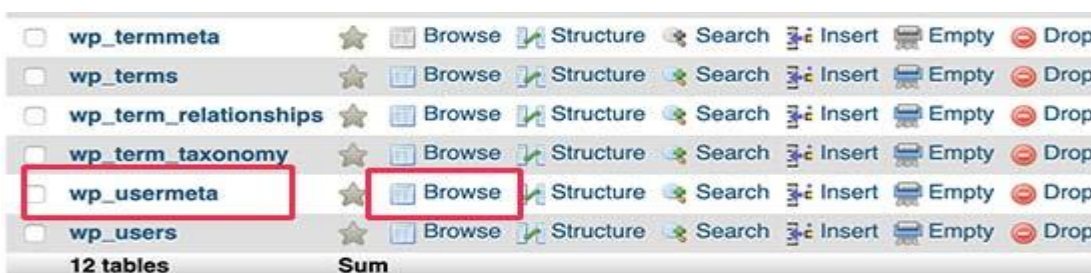 wp_termmeta Browse Structure Search Insert Empty Drop
wp_terms Browse Structure Search Insert Empty Drop
wp_term_relationships Browse Structure Search Insert Empty Drop
wp_term_taxonomy Browse Structure Search Insert Empty Drop
wp_usermeta Browse Structure Search Insert Empty Drop
wp_users Browse Structure Search Insert Empty Drop
12 tables Sum